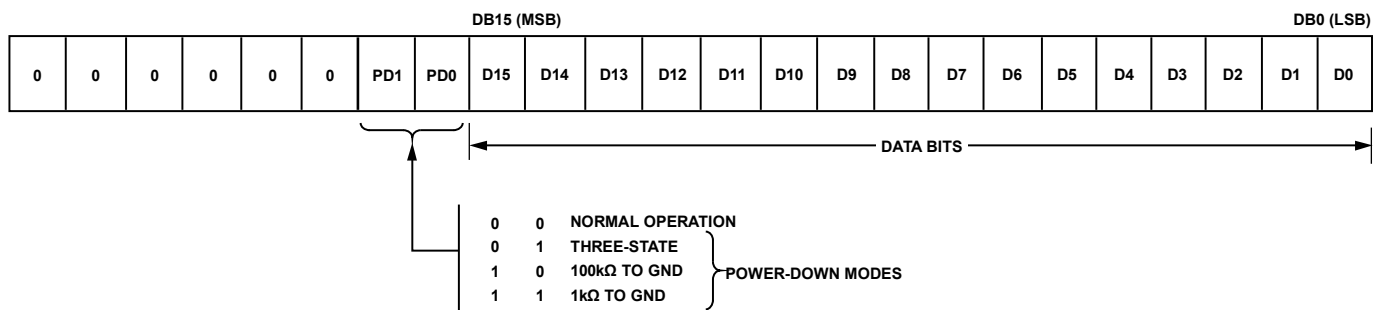 DB15 (MSB) DB0 (LSB)
0 0 0 0 0 0 PD1 PD0 D15 D14 D13 D12 D11 D10 D9 D8 D7 D6 D5 D4 D3 D2 D1 D0
DATA BITS
0 0 NORMAL OPERATION
0 1 THREE-STATE
1 0 100kΩ TO GND
POWER-DOWN MODES
1 1 1kΩ TO GND